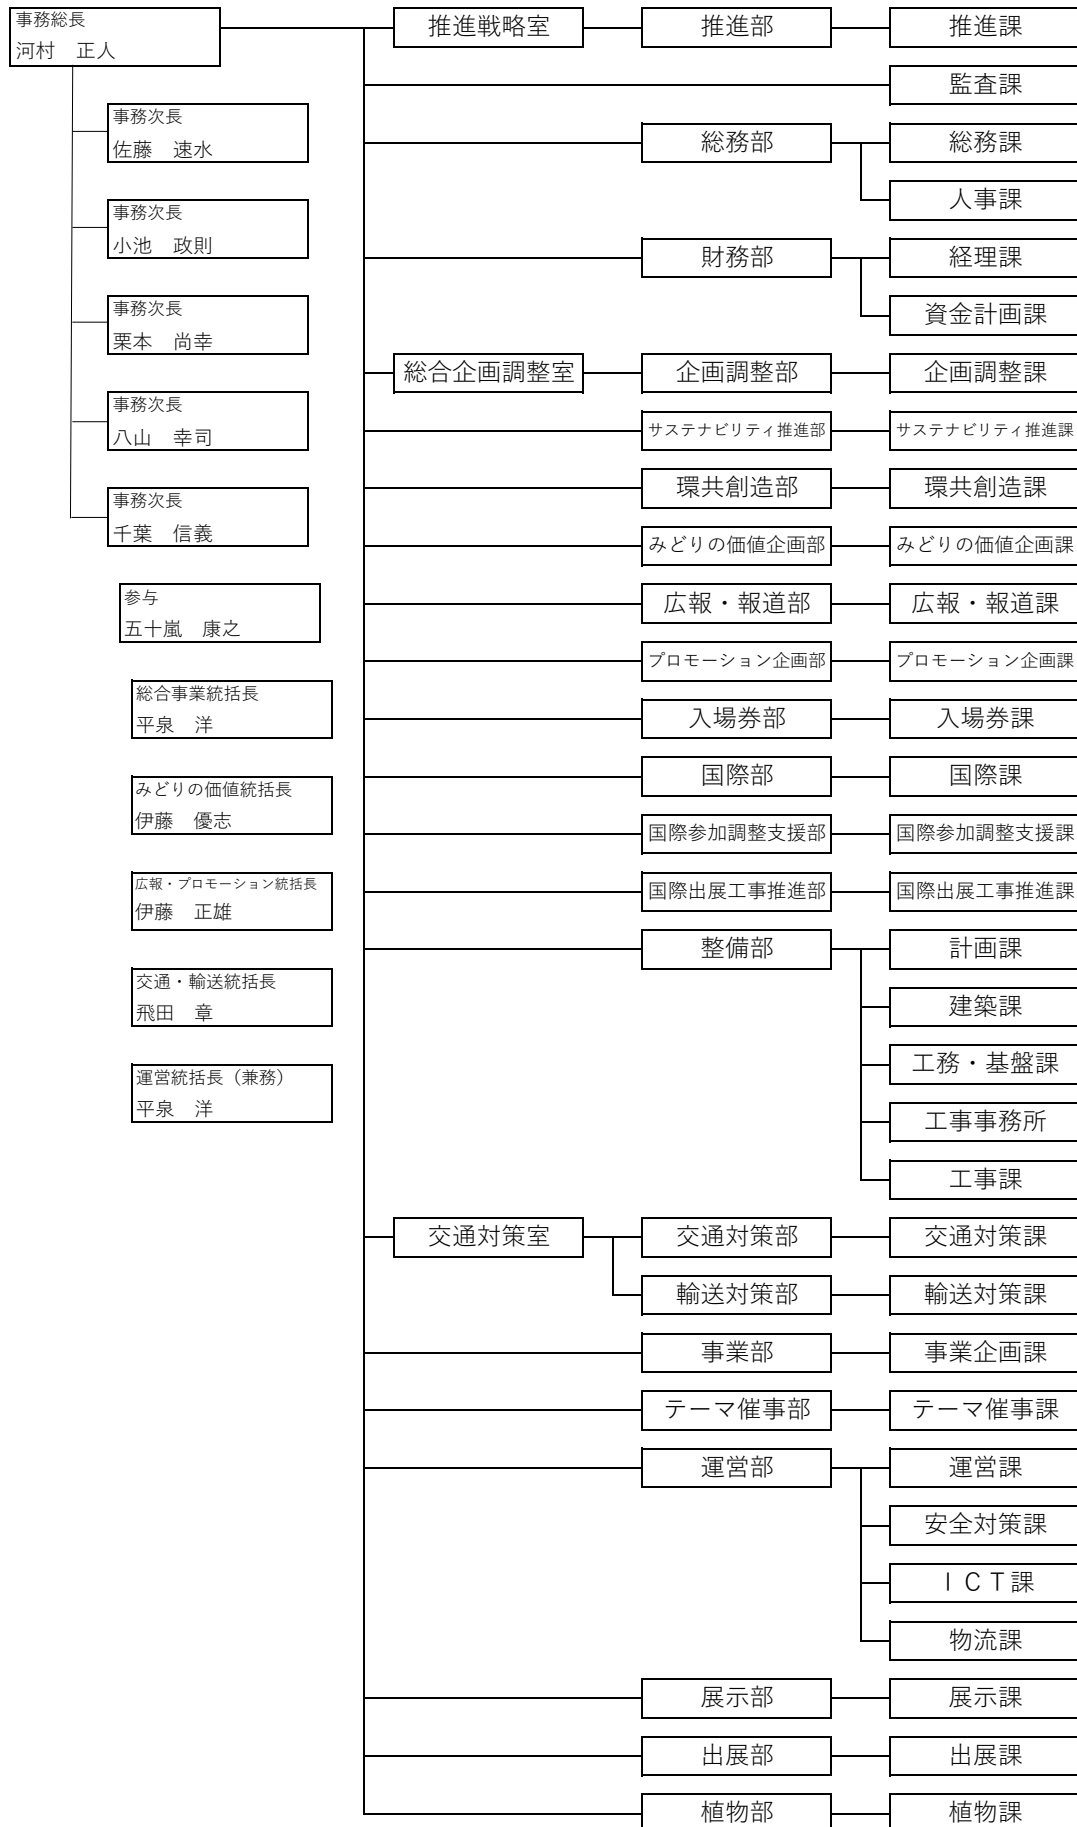 事務総長
河村　正人
事務次長
佐藤　速水
事務次長
小池　政則
事務次長
栗本　尚幸
事務次長
八山　幸司
事務次長
千葉　信義
参与
五十嵐　康之
総合事業統括長
平泉　洋
みどりの価値統括長
伊藤　優志
広報・プロモーション統括長
伊藤　正雄
交通・輸送統括長
飛田　章
運営統括長（兼務）
平泉　洋
推進戦略室
推進部
推進課
監査課
総務部
総務課
人事課
財務部
経理課
資金計画課
総合企画調整室
企画調整部
企画調整課
サステナビリティ推進部
サステナビリティ推進課
環共創造部
環共創造課
みどりの価値企画部
みどりの価値企画課
広報・報道部
広報・報道課
プロモーション企画部
プロモーション企画課
入場券部
入場券課
国際部
国際課
国際参加調整支援部
国際参加調整支援課
国際出展工事推進部
国際出展工事推進課
整備部
計画課
建築課
工務・基盤課
工事事務所
工事課
交通対策室
交通対策部
交通対策課
輸送対策部
輸送対策課
事業部
事業企画課
テーマ催事部
テーマ催事課
運営部
運営課
安全対策課
ＩＣＴ課
物流課
展示部
展示課
出展部
出展課
植物部
植物課